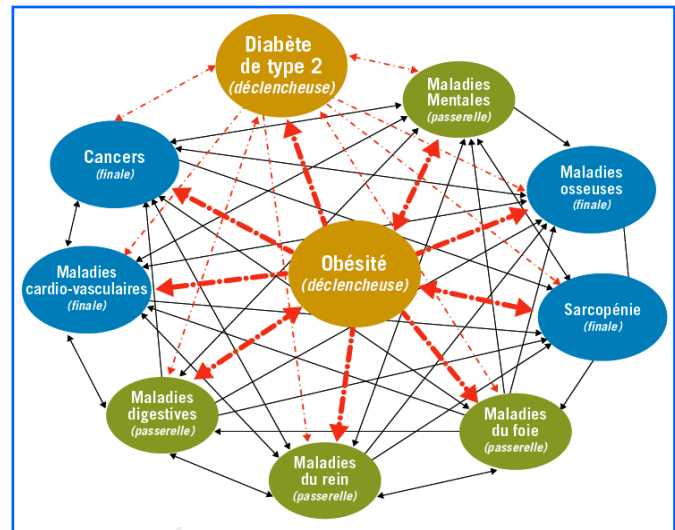 Diabète
de type 2
(déclencheuse)
Maladies
Mentales
(passerelle)
Cancers
(finale)
Maladies
osseuses
(finale)
Obésité
(déclencheuse)
Maladies
cardio-vasculaires
(finale)
Sarcopénie
(finale)
Maladies
digestives
(passerelle)
Maladies
du foie
(passerelle)
Maladies
du rein
(passerelle)